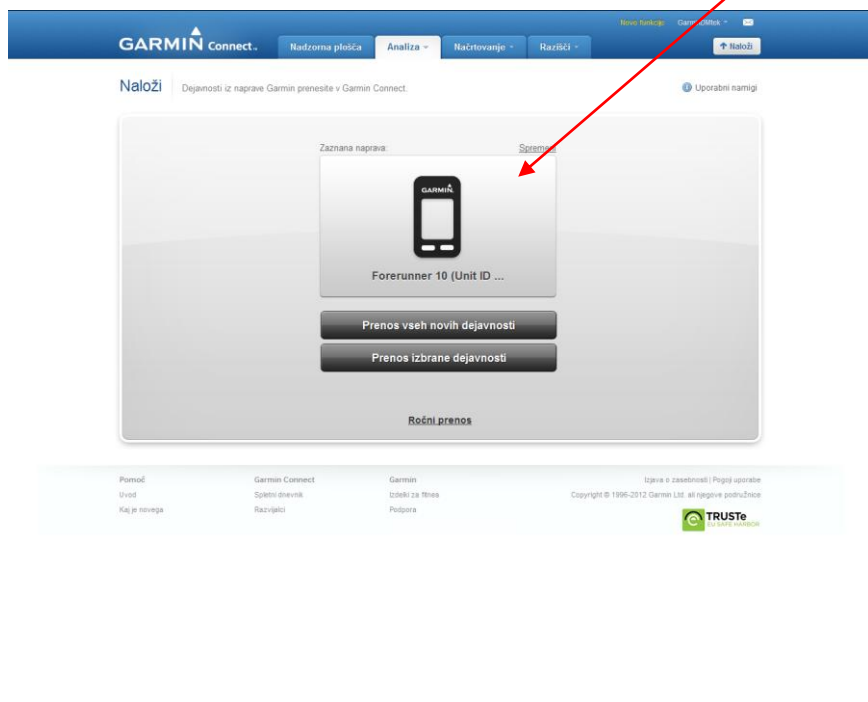 Nove funkcije
GARMIN Connect™ Nadzorna plošča Analiza Načrtovanje Razišči Naloži
Naloži Dejavnosti iz naprave Garmin prenesite v Garmin Connect. Uporabni namigi
Zaznana naprava:
GARMIN
Forerunner 10 (Unit ID ...
Prenos vseh novih dejavnosti
Prenos izbrane dejavnosti
Ročni prenos
Pomoč Garmin Connect Garmin Izjava o zasebnosti | Pogoji uporabe
Uvod Spletni dnevnik Izdelki za fitnes Copyright © 1996-2012 Garmin Ltd. ali njegove podružnice
Kaj je novega Razvijalci Podpora
TRUSTe
EU SAFE HARBOR